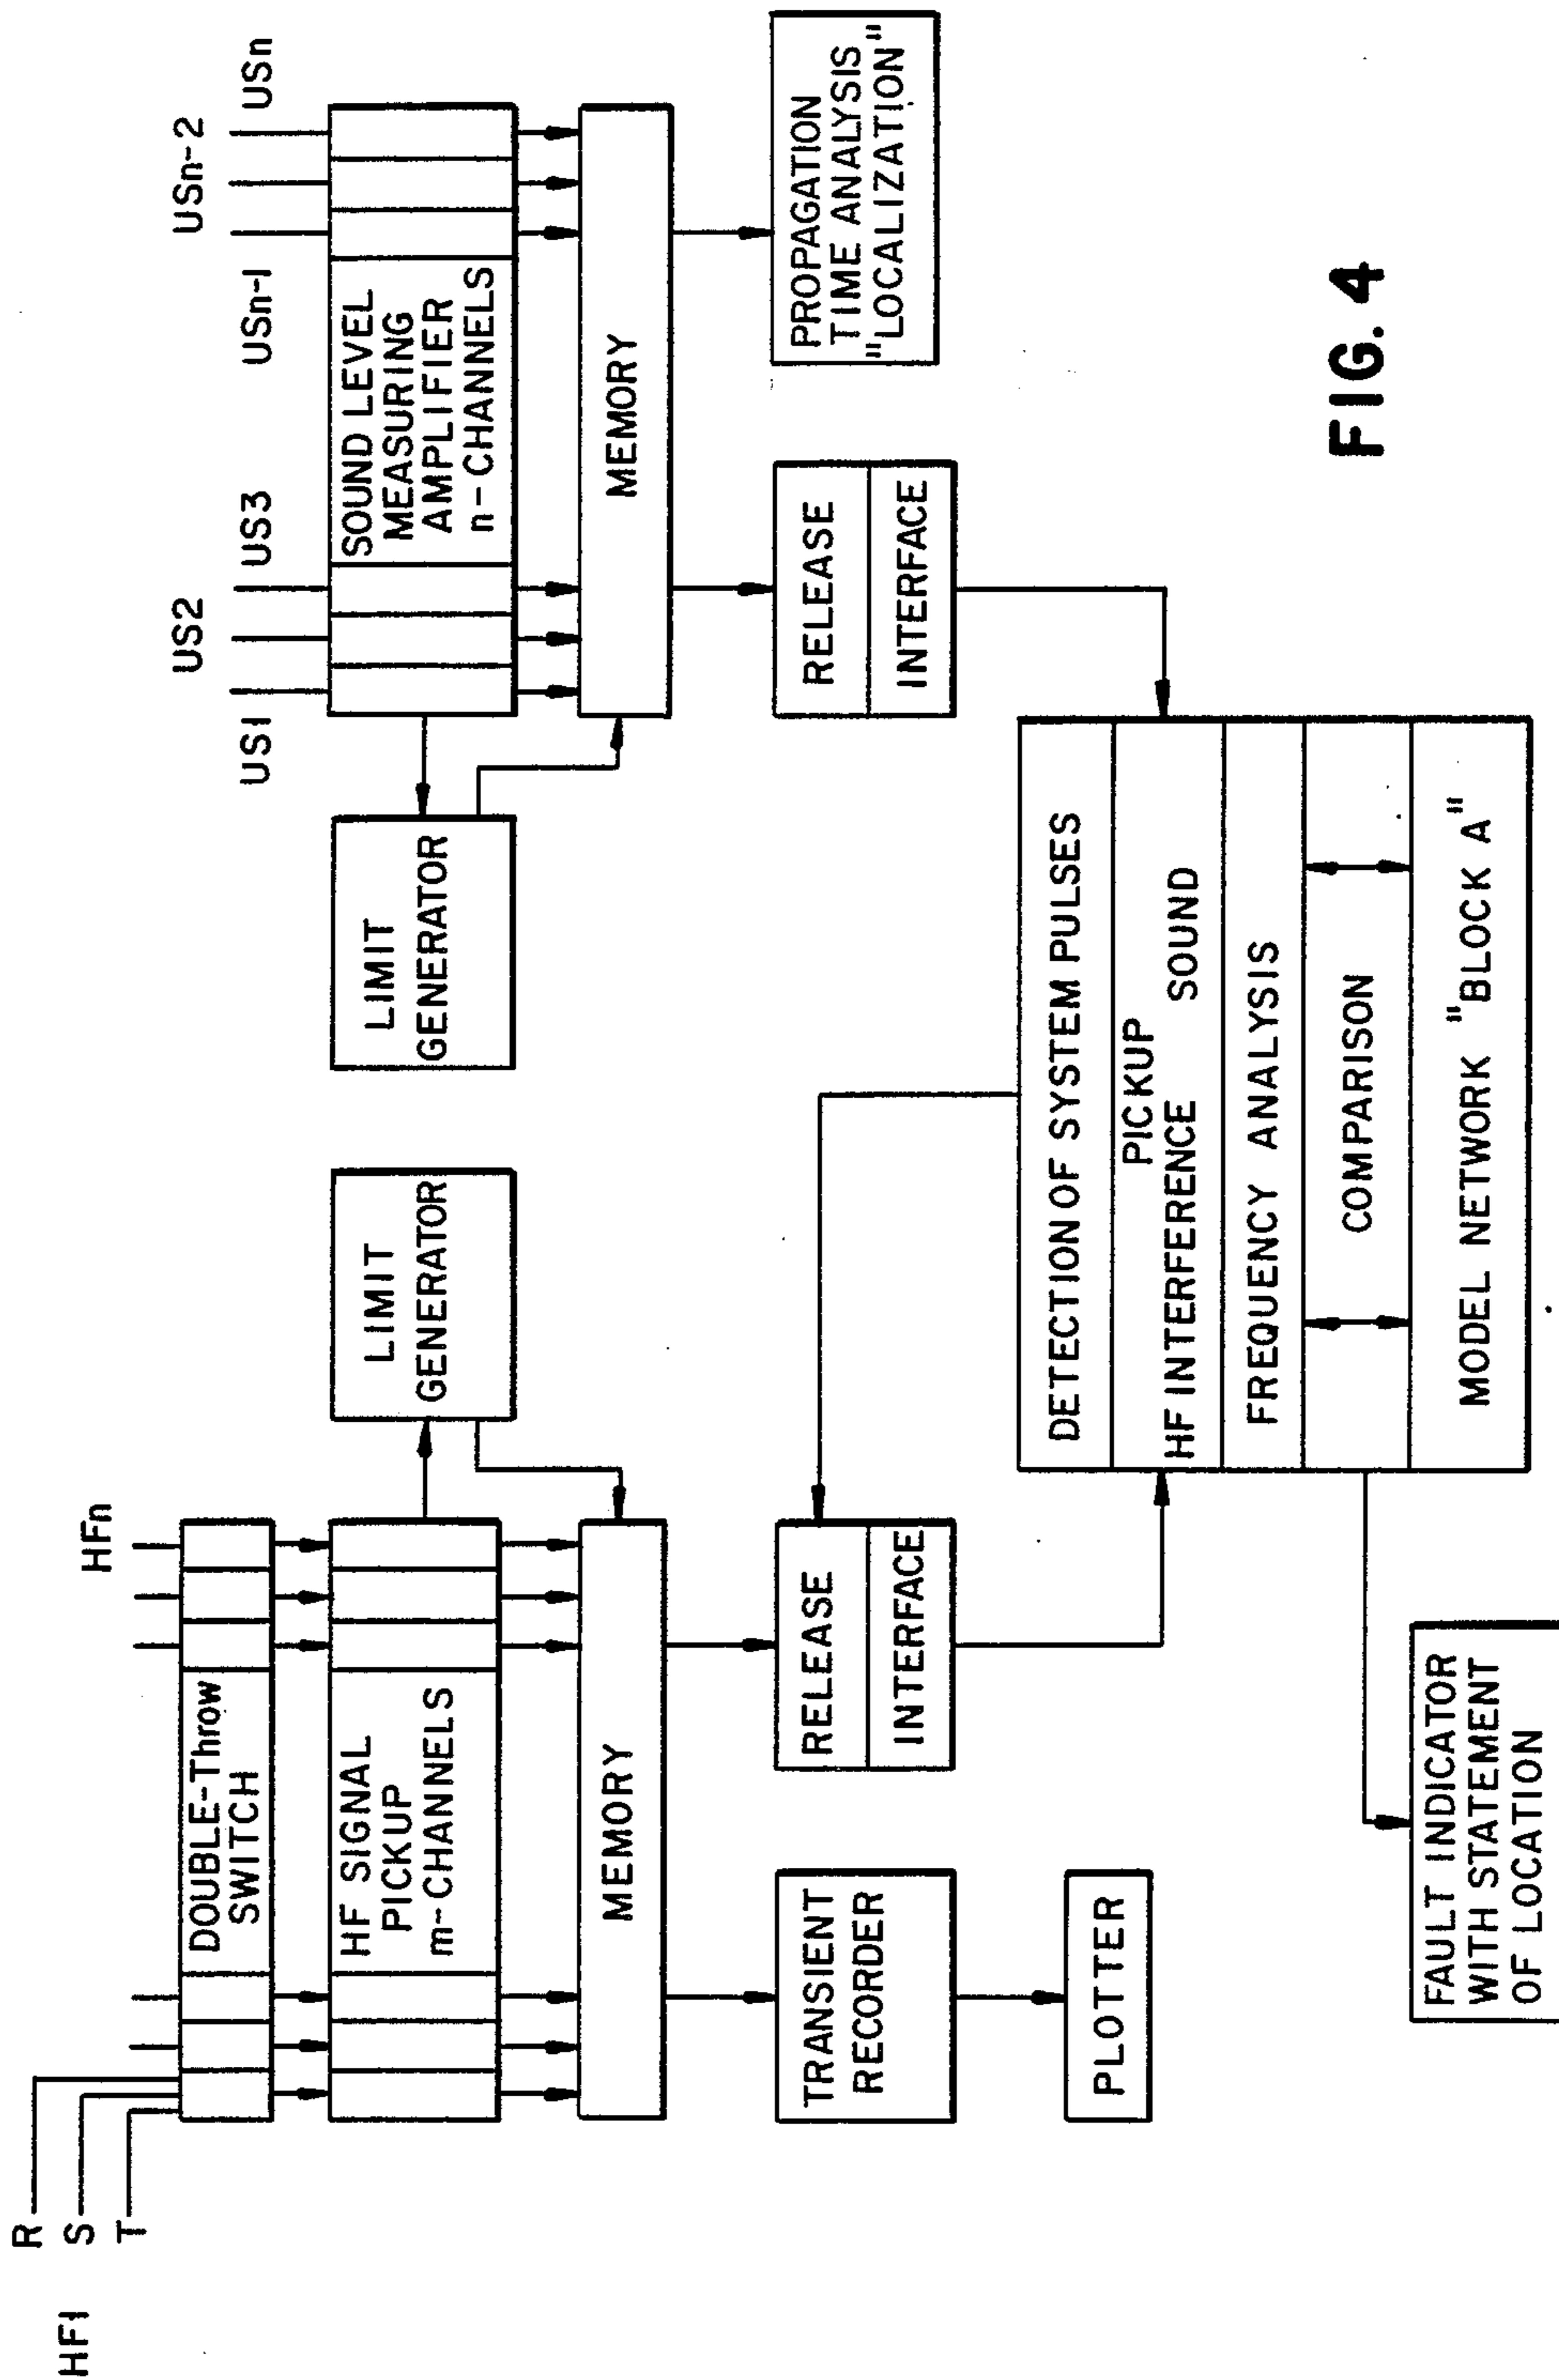 HF1
R
S
T
HFn
DOUBLE-Throw
SWITCH
HF SIGNAL
PICKUP
m-CHANNELS
LIMIT
GENERATOR
MEMORY
TRANSIENT
RECORDER
PLOTTER
RELEASE
INTERFACE
US1
US2
US3
USn-1
USn-2
USn
SOUND LEVEL
MEASURING
AMPLIFIER
n-CHANNELS
LIMIT
GENERATOR
MEMORY
RELEASE
INTERFACE
PROPAGATION
TIME ANALYSIS
"LOCALIZATION"
DETECTION OF SYSTEM PULSES
PICKUP
HF INTERFERENCE SOUND
FREQUENCY ANALYSIS
COMPARISON
MODEL NETWORK "BLOCK A"
FAULT INDICATOR
WITH STATEMENT
OF LOCATION
FIG. 4